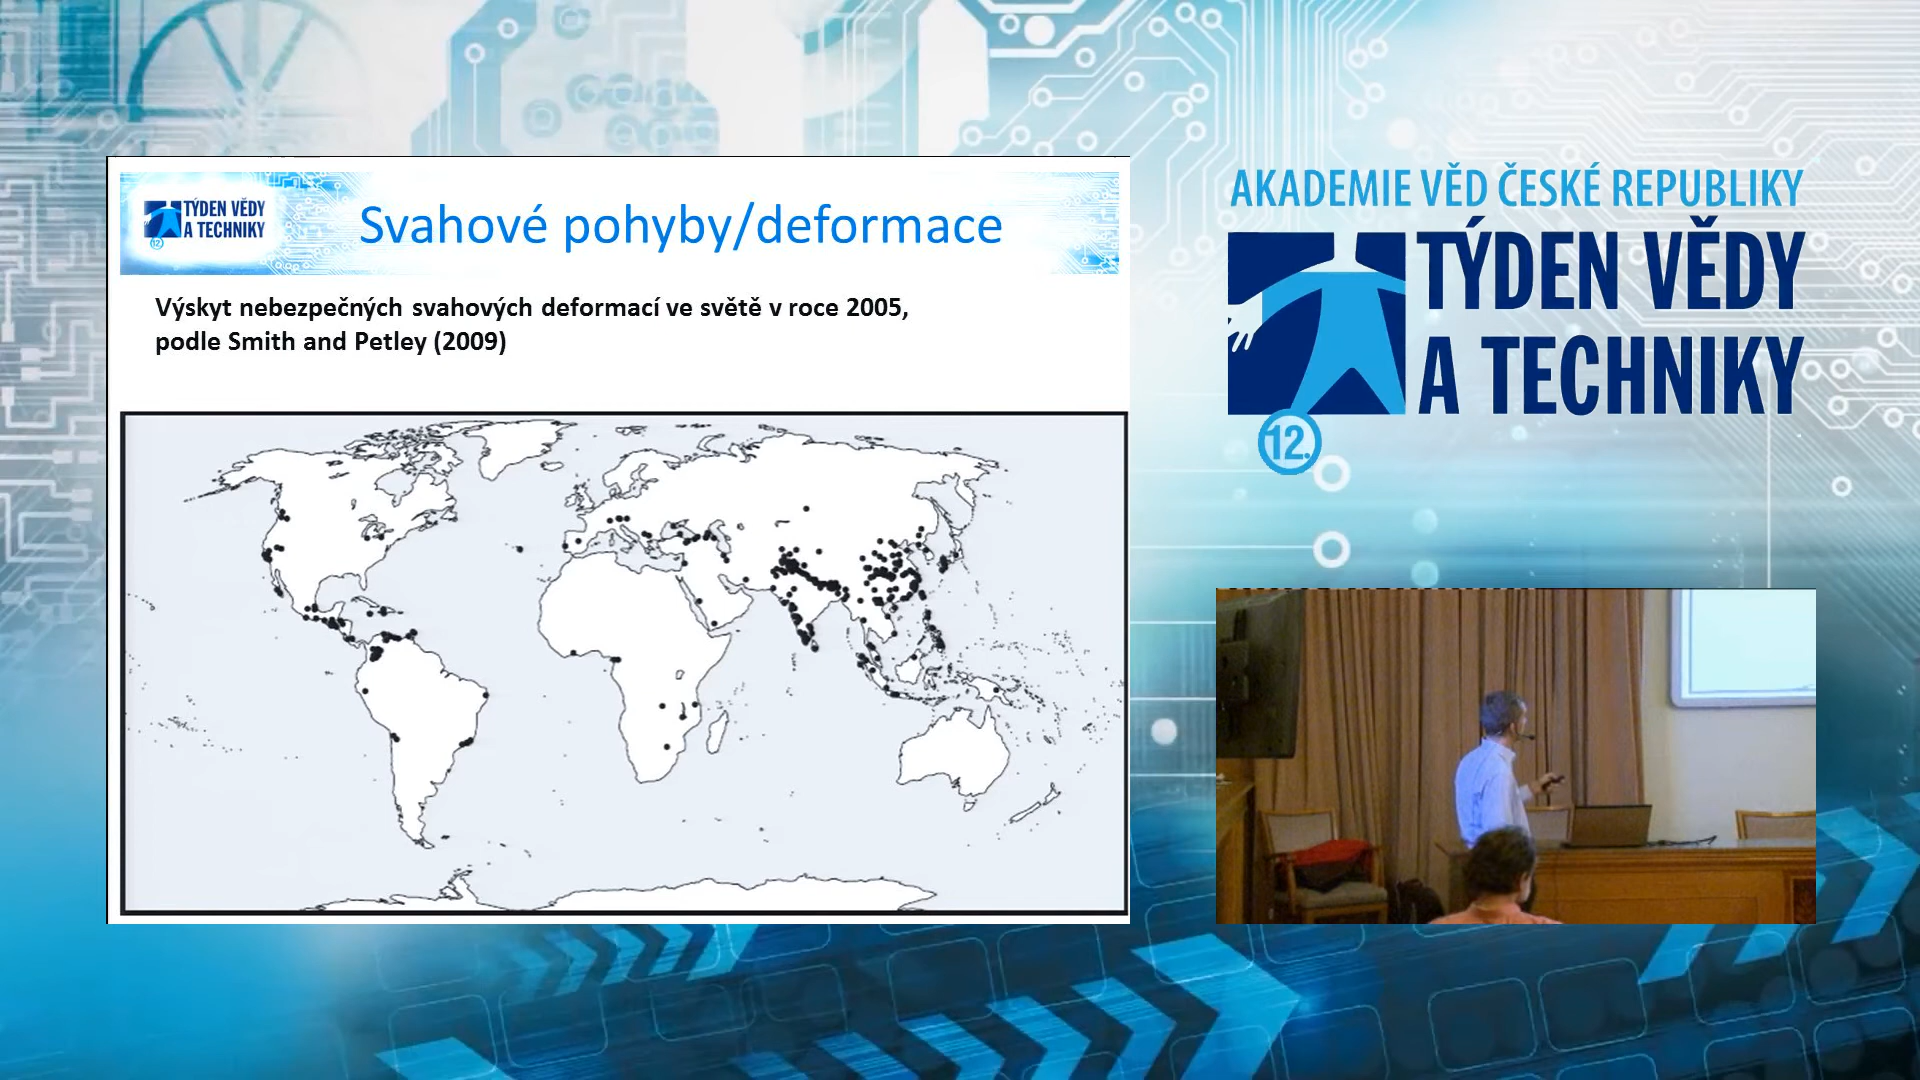 TÝDEN VĚDY
A TECHNIKY
12.
Svahové pohyby/deformace
Výskyt nebezpečných svahových deformací ve světě v roce 2005,
podle Smith and Petley (2009)
AKADEMIE VĚD ČESKÉ REPUBLIKY
TÝDEN VĚDY
A TECHNIKY
12.